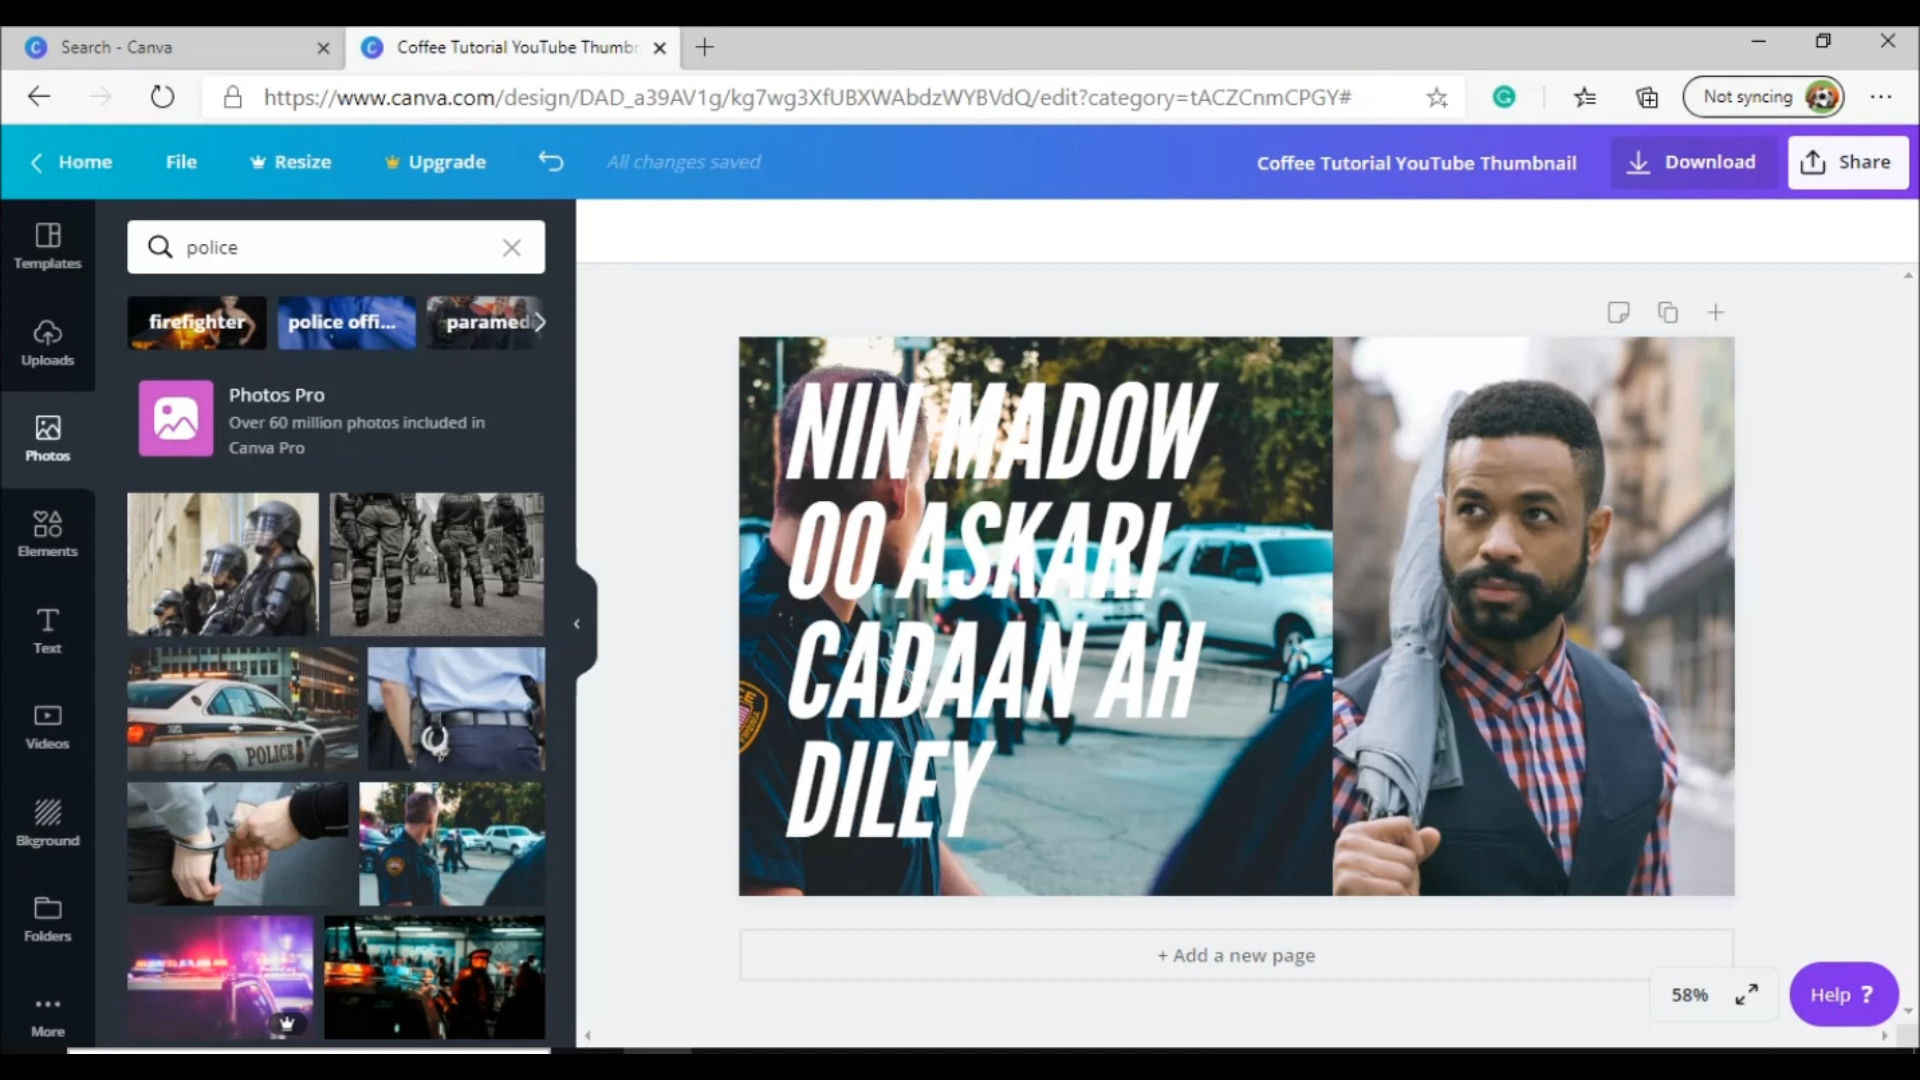 Search - Canva
Coffee Tutorial YouTube Thumbn
https://www.canva.com/design/DAD_a39AV1g/kg7wg3XfUBXWAbdzWYBVdQ/edit?category=tACZCnmCPGY#
Not syncing
Home
File
Resize
Upgrade
All changes saved
Coffee Tutorial YouTube Thumbnail
Download
Share
Templates
Uploads
Photos
Elements
Text
Videos
Bkground
Folders
More
police
firefighter
police offi...
paramed
Photos Pro
Over 60 million photos included in
Canva Pro
POLICE
NIN MADOW
OO ASKARI
CADAAN AH
DILEY
+ Add a new page
58%
Help ?